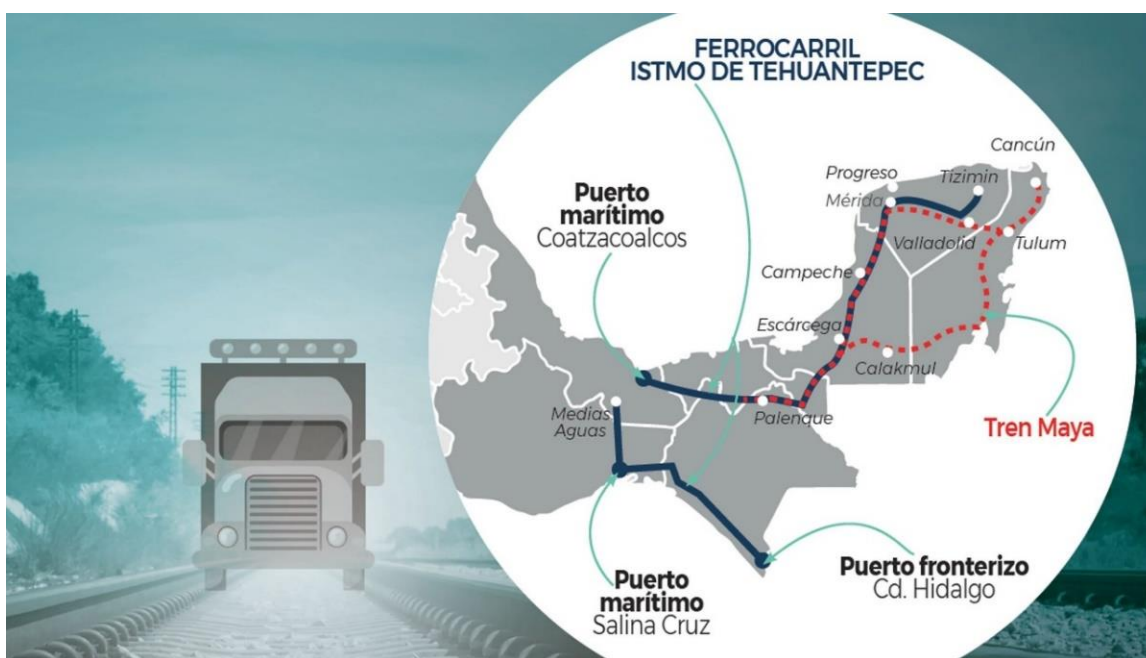 FERROCARRIL
ISTMO DE TEHUANTEPEC
Cancún
Progreso
Tizimin
Mérida
Puerto
marítimo
Coatzacoalcos
Valladolid
Tulum
Campeche
Escárcega
Calakmul
Medias
Aguas
Palenque
Tren Maya
Puerto
marítimo
Salina Cruz
Puerto fronterizo
Cd. Hidalgo